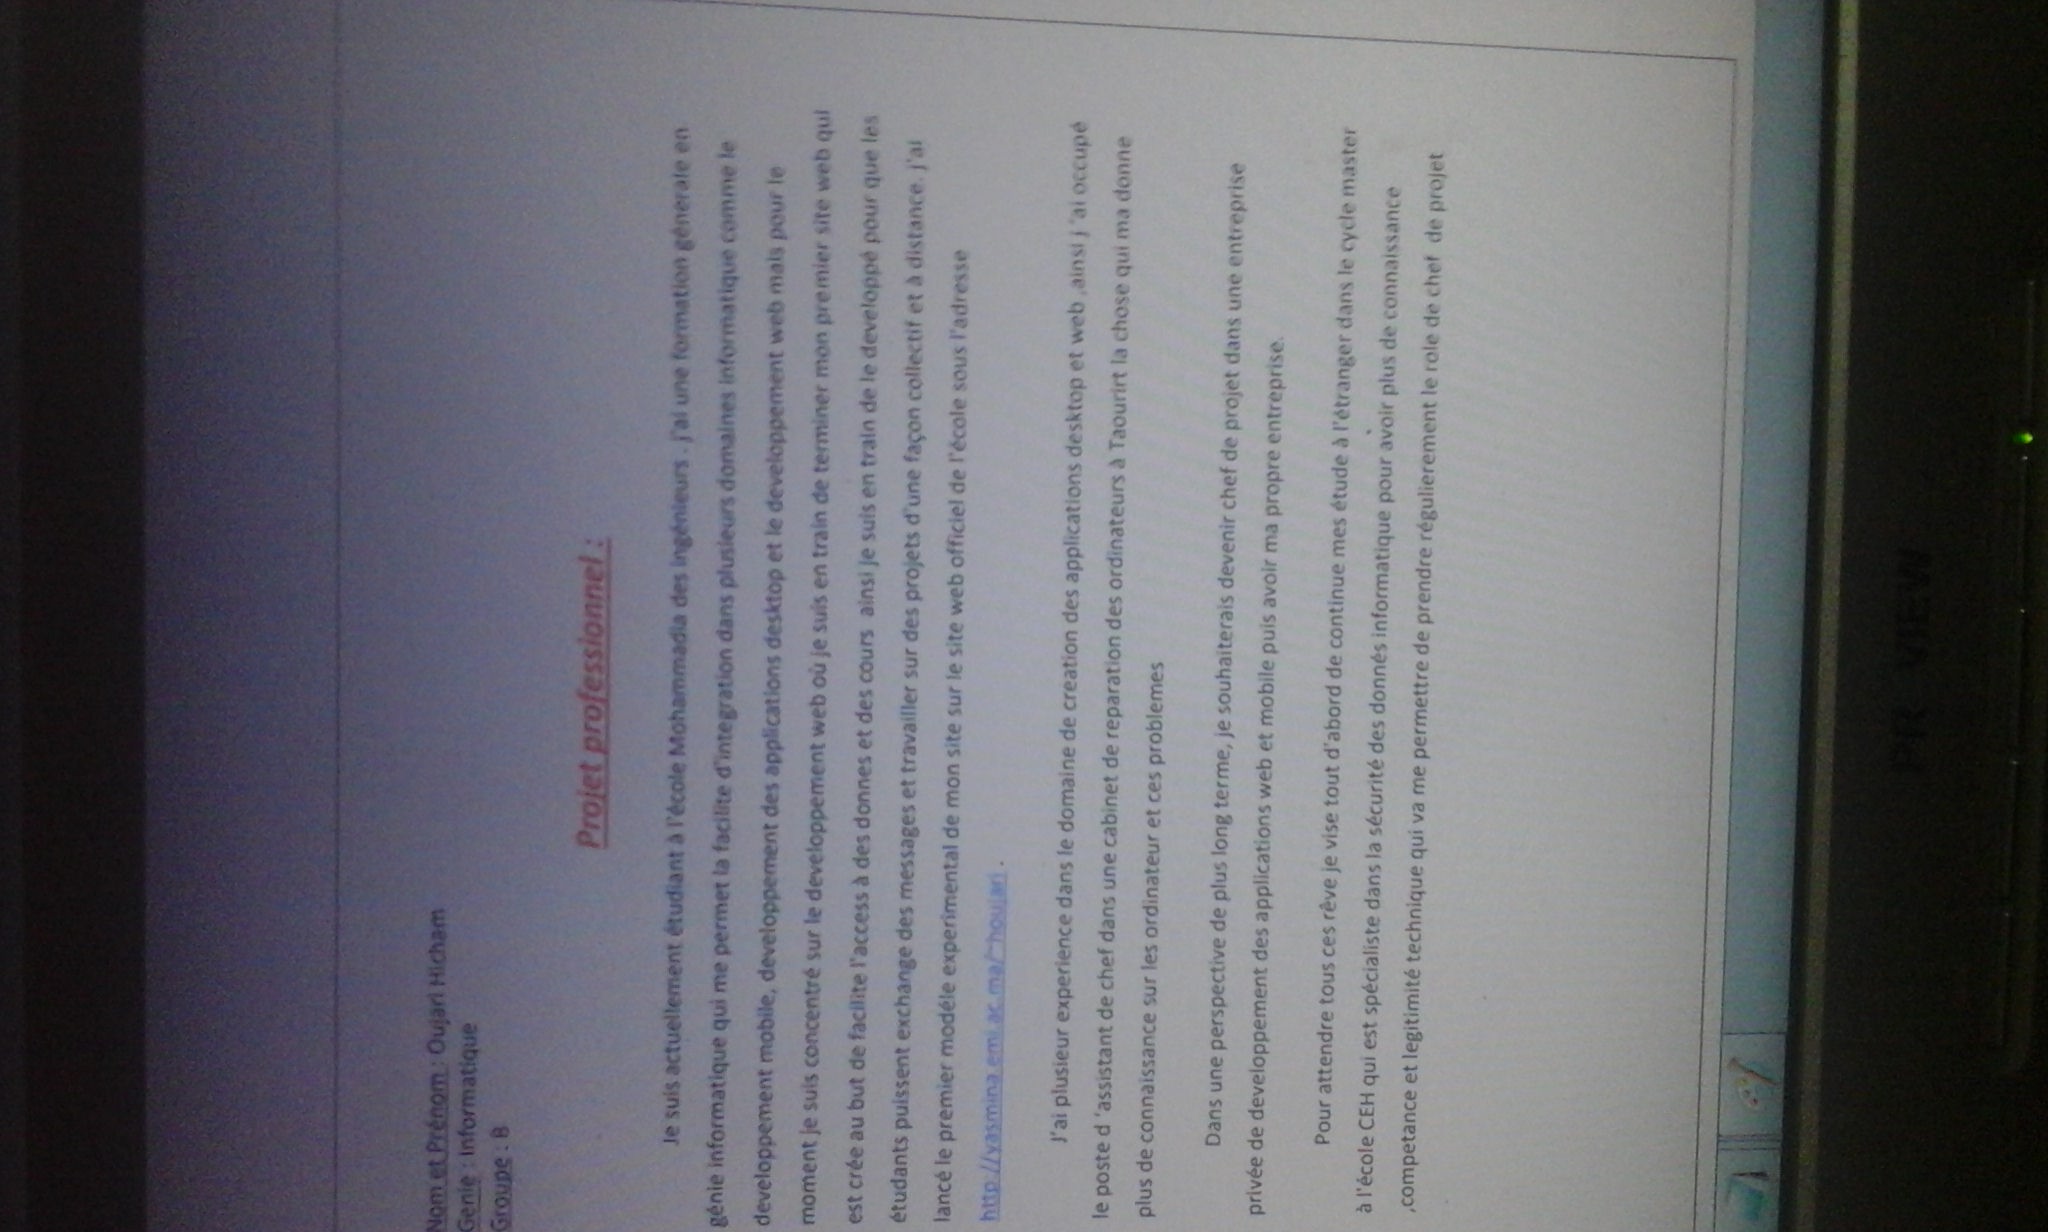 Nom et Prénom : Oujari Hicham
Genie : Informatique
Groupe : B
Projet professionnel :
Je suis actuellement étudiant à l'école Mohammadia des ingénieurs . j'ai une formation génerale en
génie informatique qui me permet la facilite d'integration dans plusieurs domaines informatique comme le
developpement mobile, developpement des applications desktop et le developpement web mais pour le
moment je suis concentré sur le developpement web où je suis en train de terminer mon premier site web qui
est crée au but de facilite l'access à des donnes et des cours ainsi je suis en train de le developpé pour que les
étudants puissent exchange des messages et travailler sur des projets d'une façon collectif et à distance. j'ai
lancé le premier modéle experimental de mon site sur le site web officiel de l'école sous l'adresse
http://yasmina.emi.ac.ma/~houjari .
J'ai plusieur experience dans le domaine de creation des applications desktop et web ,ainsi j 'ai occupé
le poste d 'assistant de chef dans une cabinet de reparation des ordinateurs à Taourirt la chose qui ma donne
plus de connaissance sur les ordinateur et ces problemes
Dans une perspective de plus long terme, je souhaiterais devenir chef de projet dans une entreprise
privée de developpement des applications web et mobile puis avoir ma propre entreprise.
Pour attendre tous ces rêve je vise tout d'abord de continue mes étude à l'étranger dans le cycle master
à l'école CEH qui est spécialiste dans la sécurité des donnés informatique pour avoir plus de connaissance
,competance et legitimité technique qui va me permettre de prendre régulierement le role de chef de projet
PR VIEW